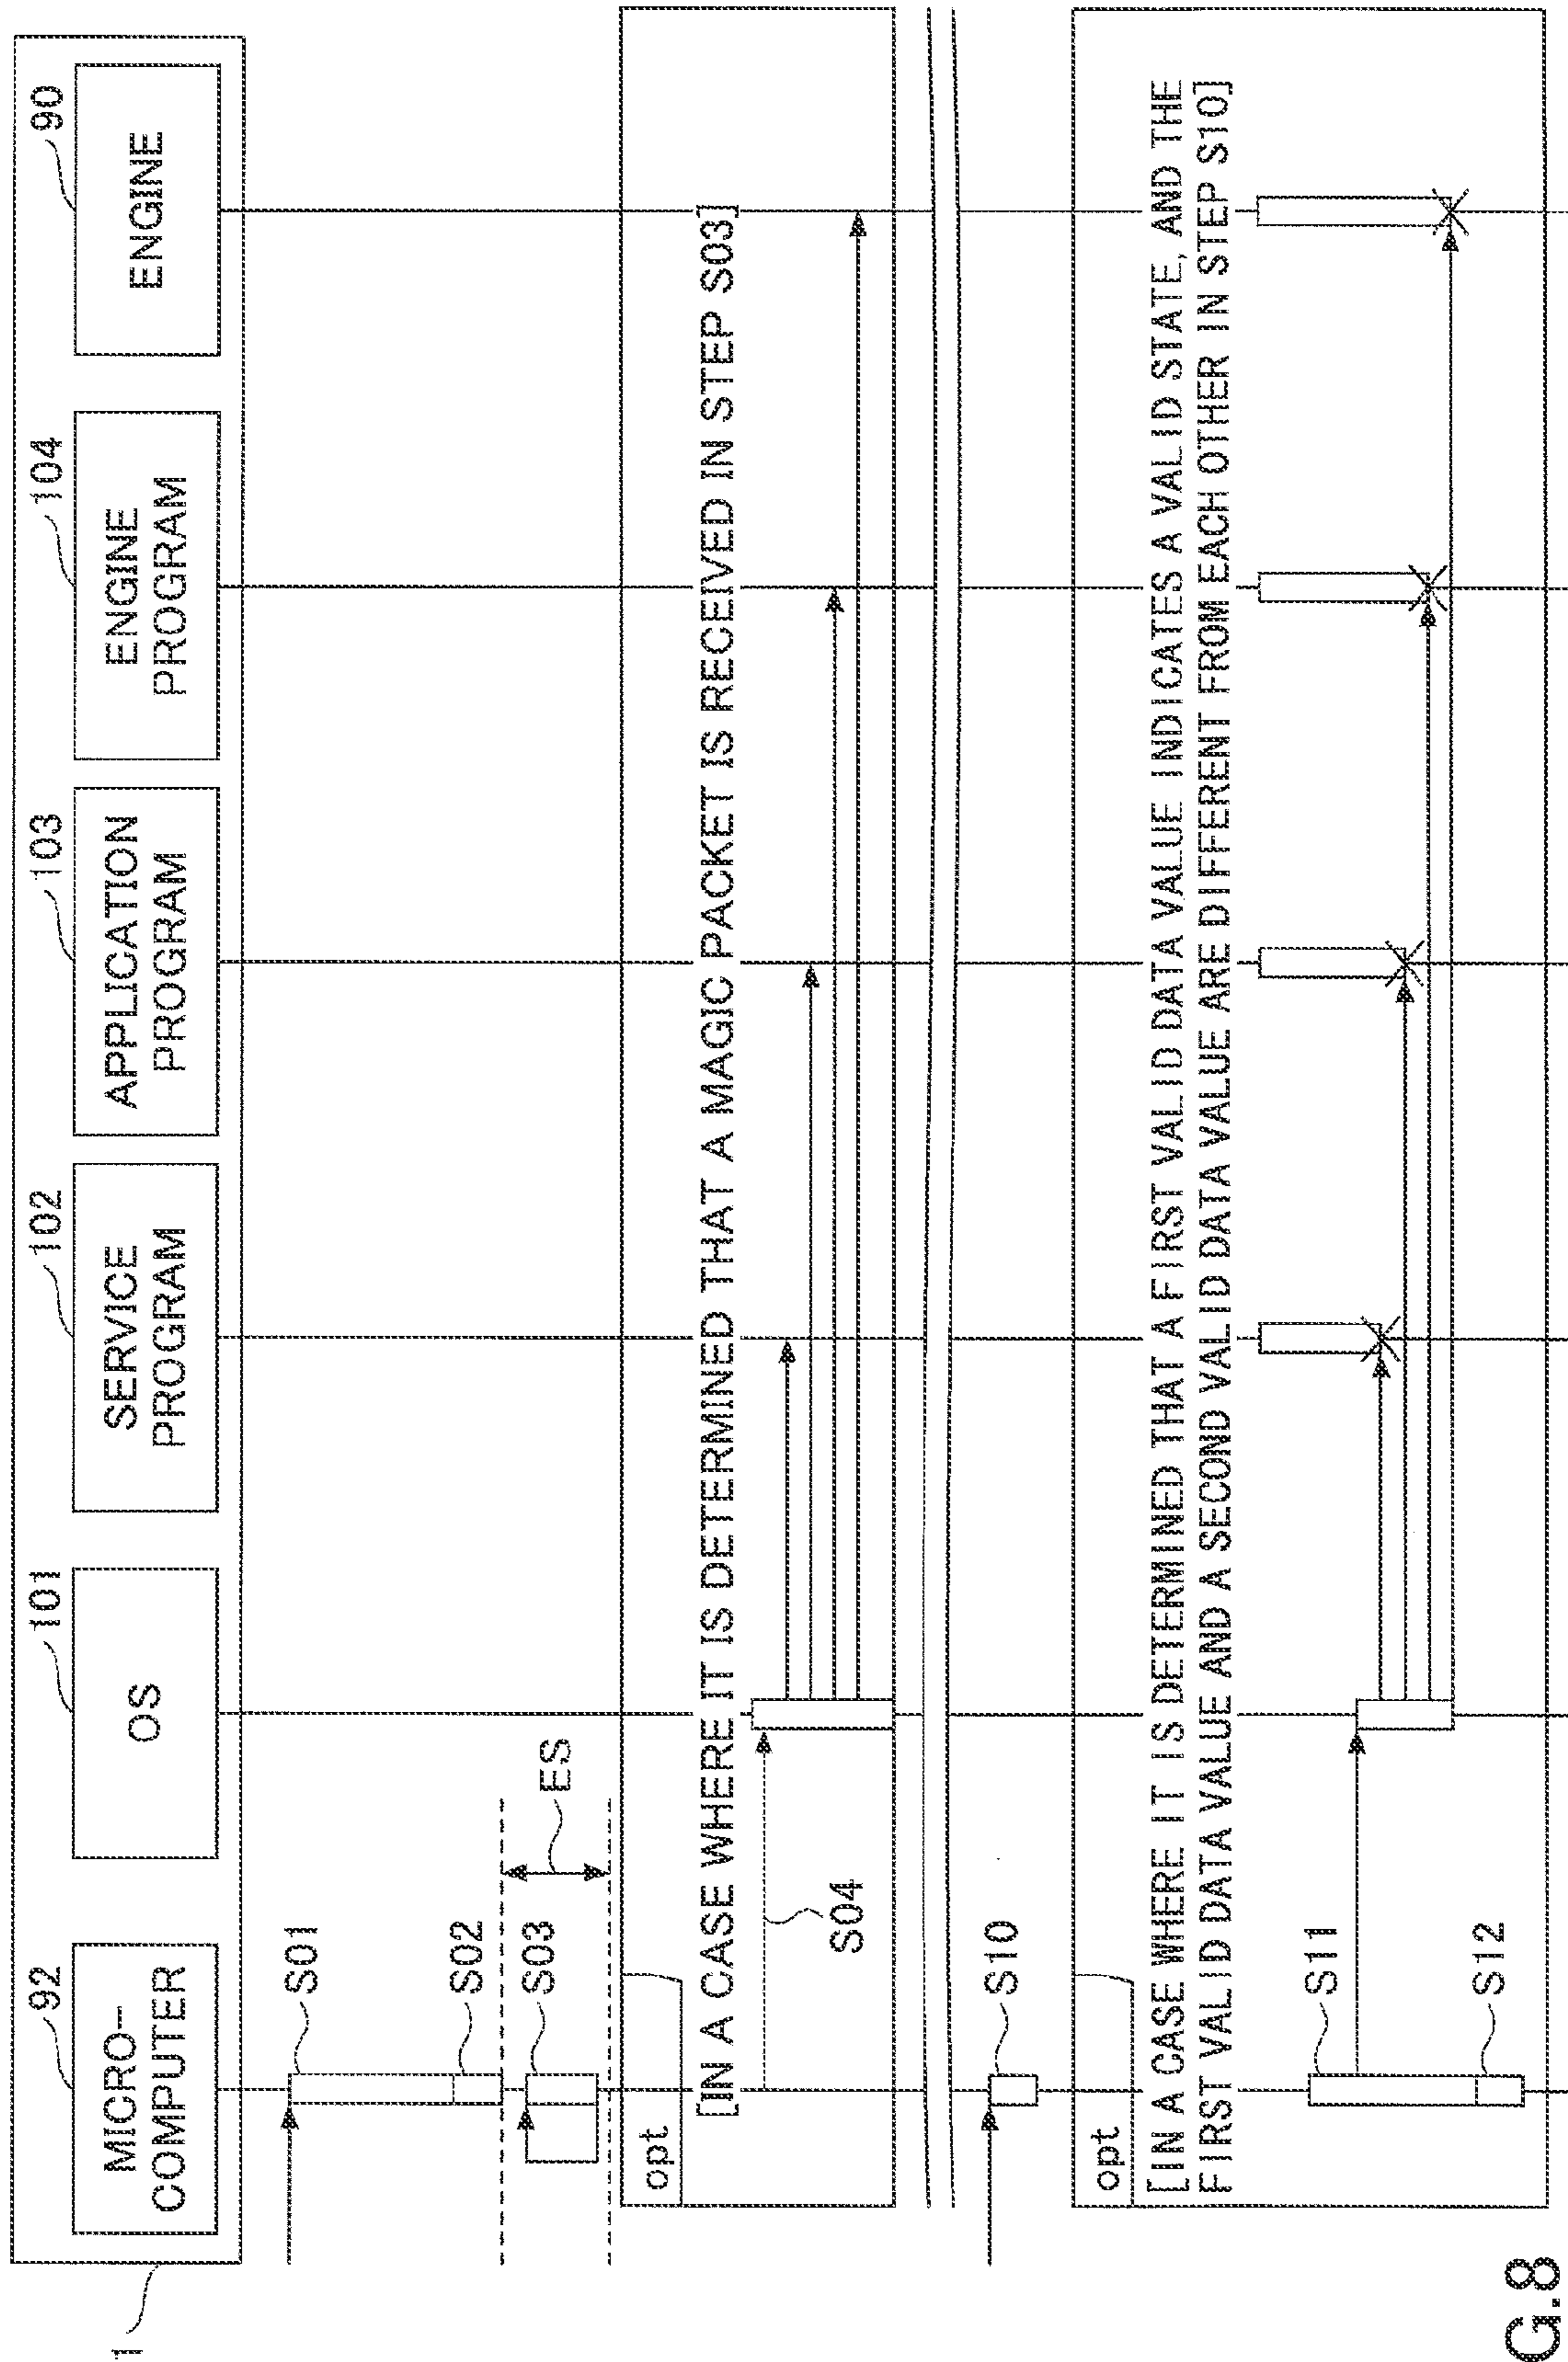 1
92
MICRO-
COMPUTER
101
OS
102
SERVICE
PROGRAM
103
APPLICATION
PROGRAM
104
ENGINE
PROGRAM
90
ENGINE
S01
S02
ES
S03
opt
[IN A CASE WHERE IT IS DETERMINED THAT A MAGIC PACKET IS RECEIVED IN STEP S03]
S04
S10
opt
[IN A CASE WHERE IT IS DETERMINED THAT A FIRST VALID DATA VALUE INDICATES A VALID STATE, AND THE
FIRST VALID DATA VALUE AND A SECOND VALID DATA VALUE ARE DIFFERENT FROM EACH OTHER IN STEP S10]
S11
S12
G.8